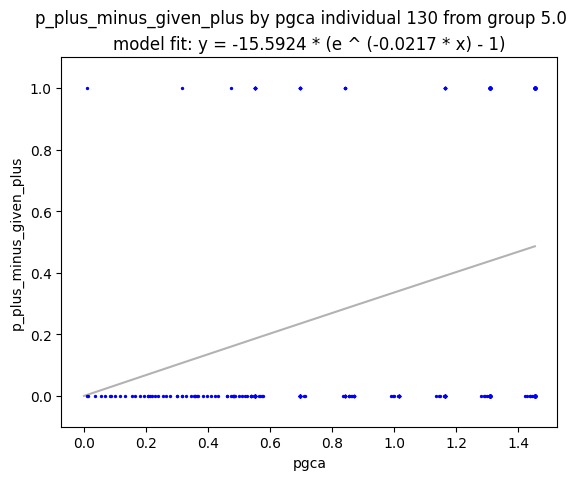 p_plus_minus_given_plus by pgca individual 130 from group 5.0
model fit: y = -15.5924 * (e ^ (-0.0217 * x) - 1)
1.0
0.8
0.6
0.4
0.2
0.0
p_plus_minus_given_plus
0.0 0.2 0.4 0.6 0.8 1.0 1.2 1.4
pgca